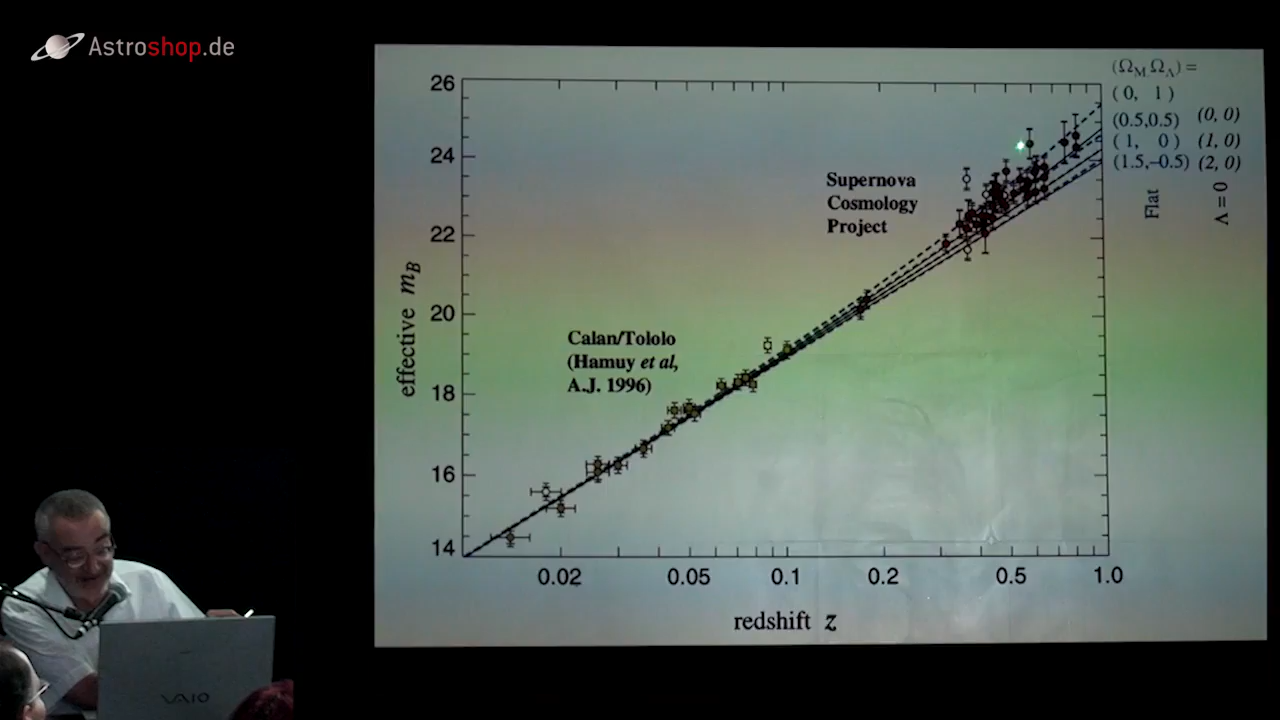 Astroshop.de
26
24
22
20
18
16
14
effective m_B
Supernova
Cosmology
Project
Calan/Tololo
(Hamuy et al,
A.J. 1996)
0.02 0.05 0.1 0.2 0.5 1.0
redshift z
(Ω_M, Ω_Λ) =
( 0, 1 )
(0.5,0.5) (0, 0)
( 1, 0 ) (1, 0)
(1.5,–0.5) (2, 0)
Flat
Λ = 0
VAIO